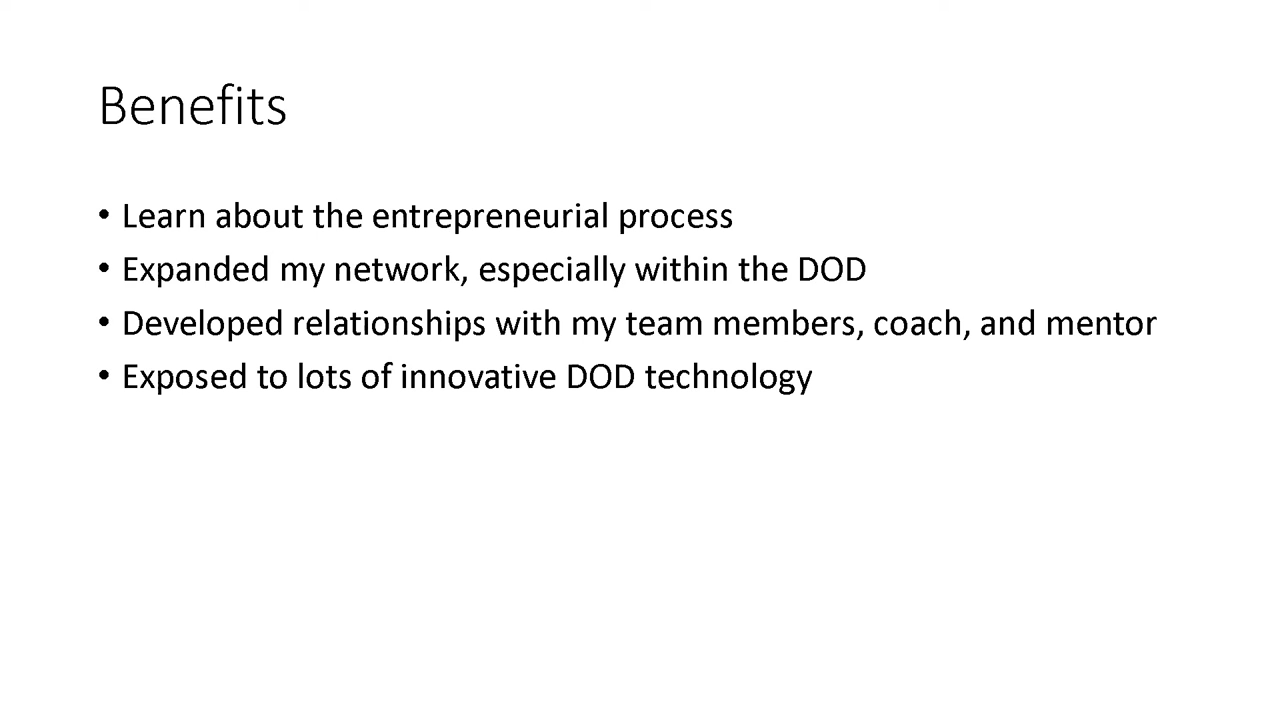 Benefits
• Learn about the entrepreneurial process
• Expanded my network, especially within the DOD
• Developed relationships with my team members, coach, and mentor
• Exposed to lots of innovative DOD technology